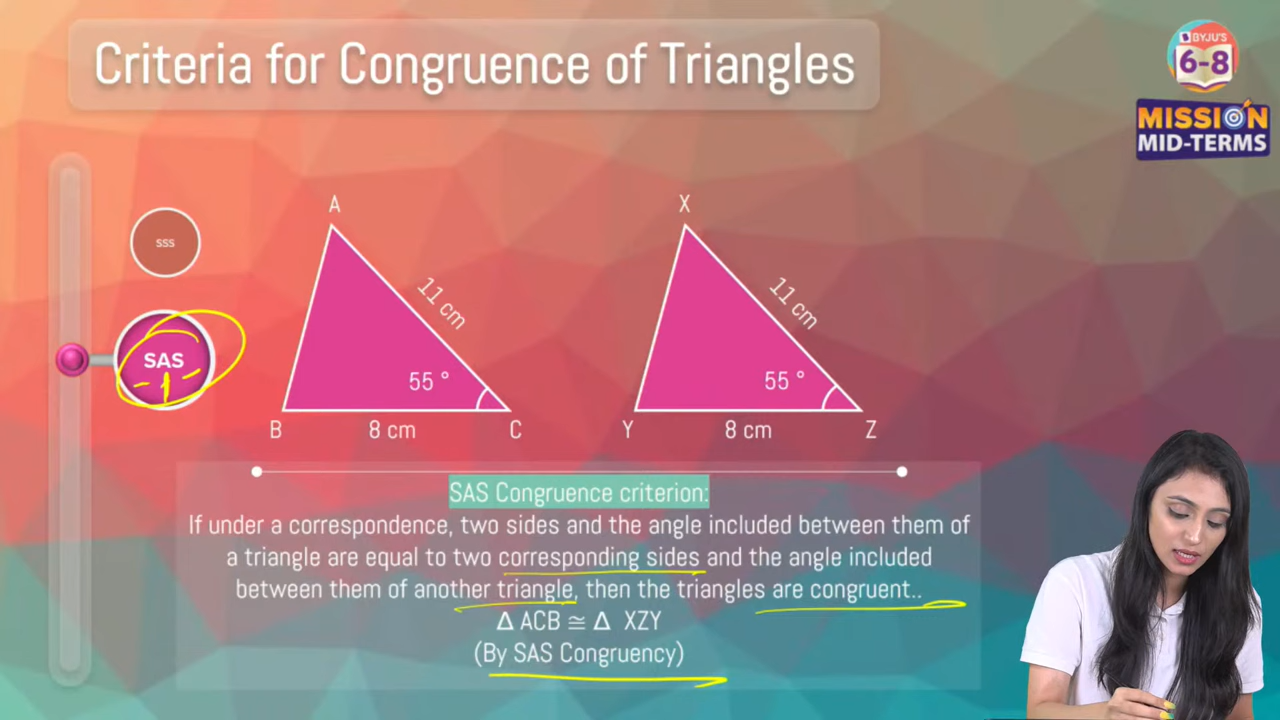 Criteria for Congruence of Triangles
BYJU'S
6-8
MISSION
MID-TERMS
SSS
SAS
A
11 cm
55 °
B
8 cm
C
X
11 cm
55 °
Y
8 cm
Z
SAS Congruence criterion:
If under a correspondence, two sides and the angle included between them of
a triangle are equal to two corresponding sides and the angle included
between them of another triangle, then the triangles are congruent..
Δ ACB ≅ Δ XZY
(By SAS Congruency)